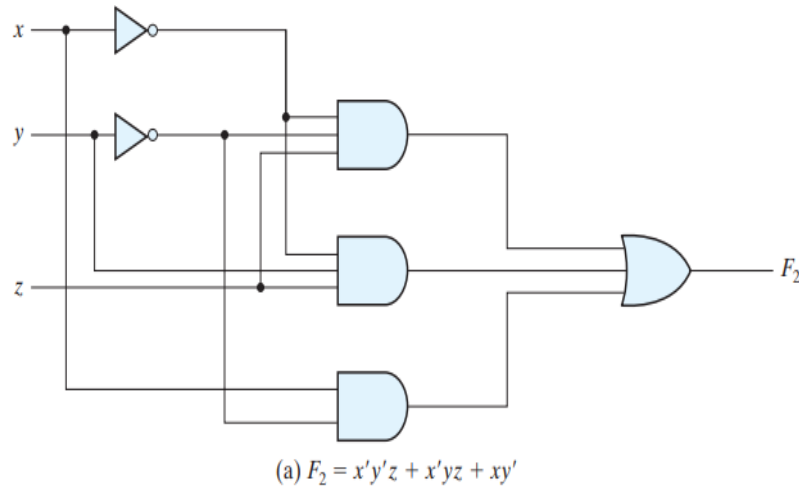 x
y
z
F₂
(a) F₂ = x′y′z + x′yz + xy′